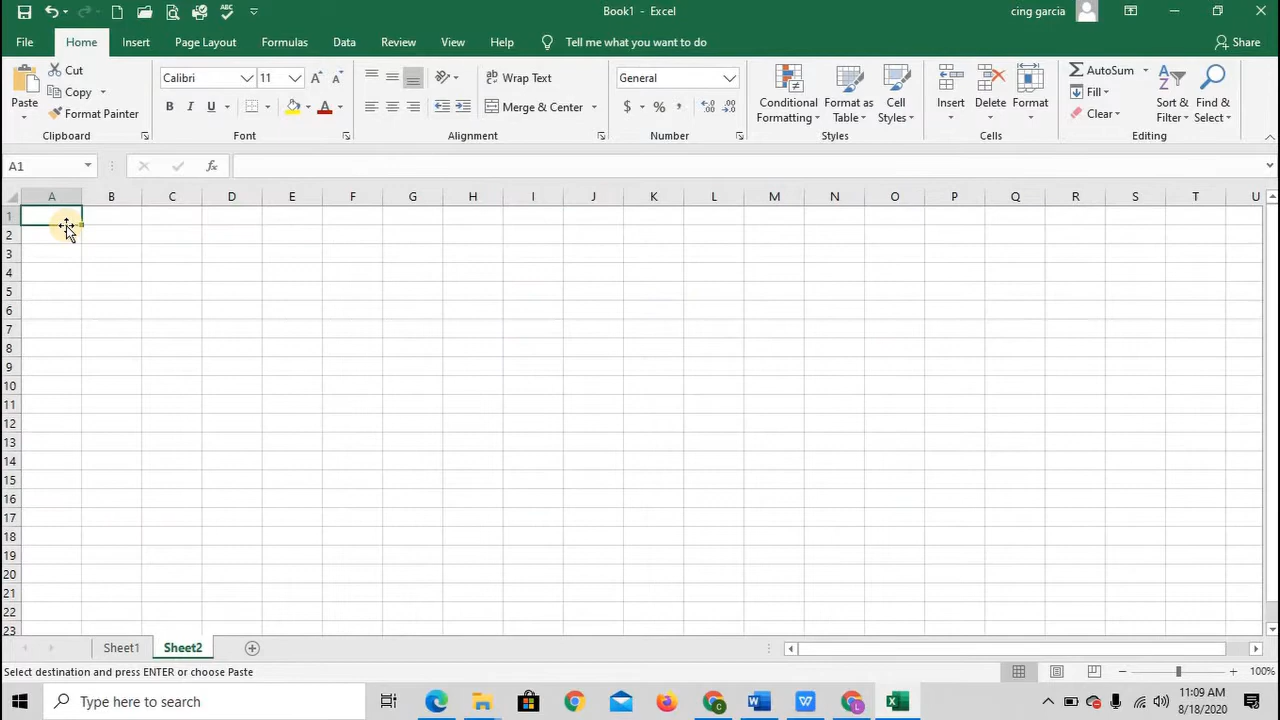 Book1 - Excel
cing garcia
File Home Insert Page Layout Formulas Data Review View Help Tell me what you want to do Share
Paste
Cut
Copy
Format Painter
Clipboard
Calibri 11
B I U
Font
Wrap Text
Merge & Center
Alignment
General
$ % ,
Number
Conditional Formatting
Format as Table
Cell Styles
Styles
Insert Delete Format
Cells
AutoSum
Fill
Clear
Sort & Filter
Find & Select
Editing
A1 fx
A B C D E F G H I J K L M N O P Q R S T U
1
2
3
4
5
6
7
8
9
10
11
12
13
14
15
16
17
18
19
20
21
22
23
Sheet1 Sheet2
Select destination and press ENTER or choose Paste
100%
Type here to search
11:09 AM
8/18/2020